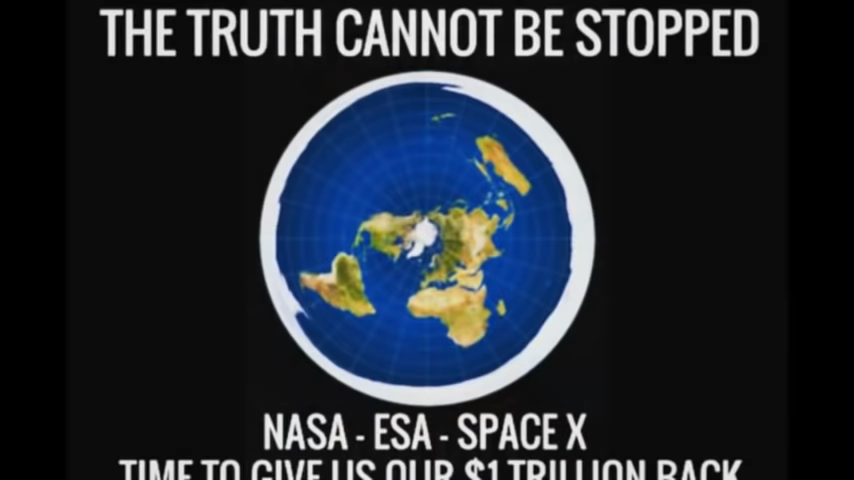 THE TRUTH CANNOT BE STOPPED
NASA - ESA - SPACE X
TIME TO GIVE US OUR $1 TRILLION BACK